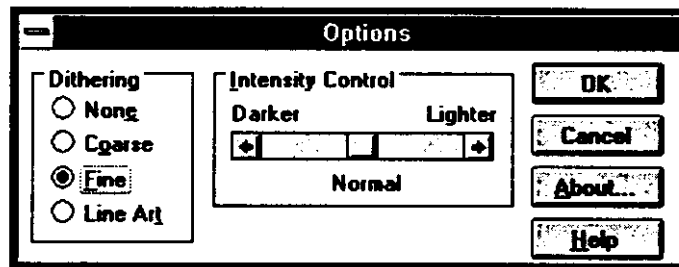 Options
Dithering
None
Coarse
Fine
Line Art
Intensity Control
Darker Lighter
Normal
OK
Cancel
About...
Help